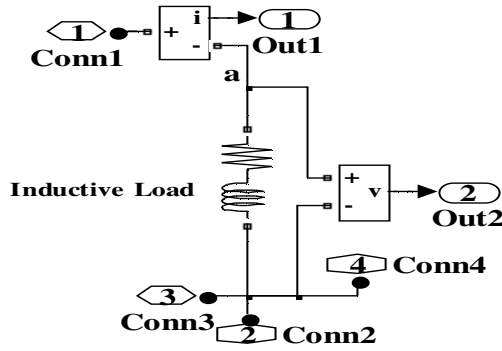 1
Conn1
+ i
-
1
Out1
a
Inductive Load
+
v
-
2
Out2
3
Conn3
4
Conn4
2
Conn2